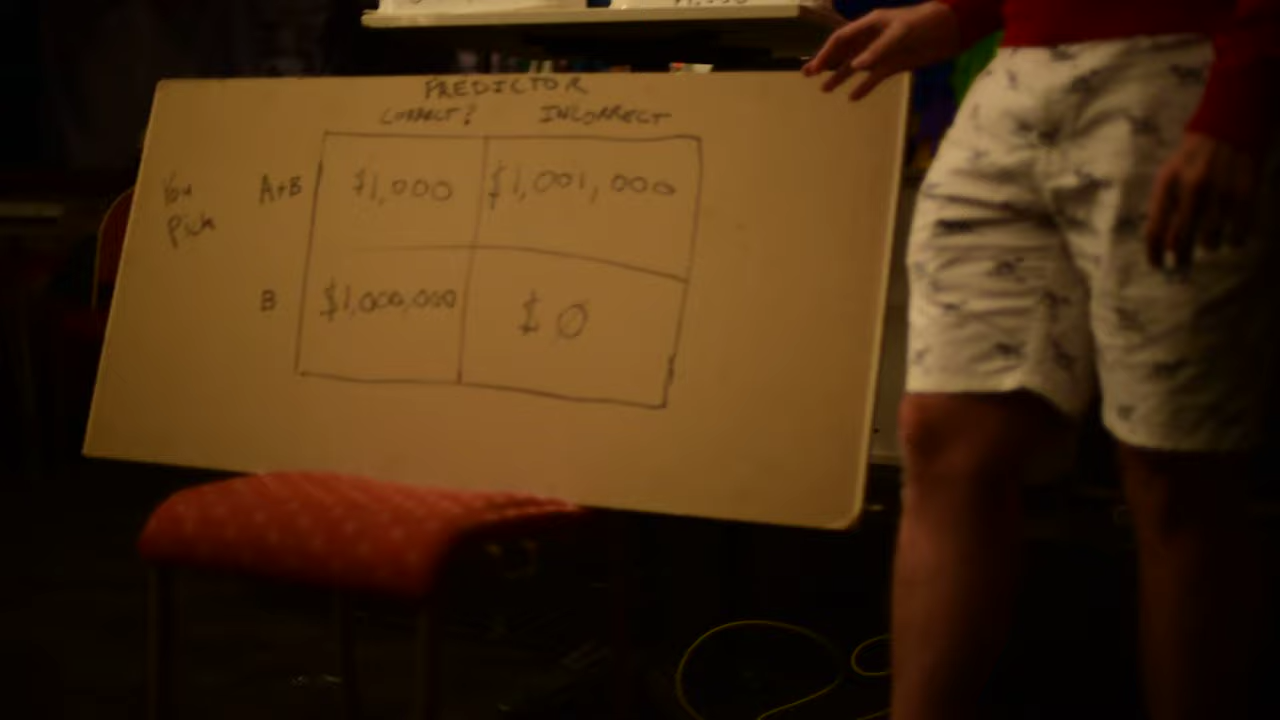 PREDICTOR
CORRECT? INCORRECT
You Pick A+B $1,000 $1,001,000
B $1,000,000 $0